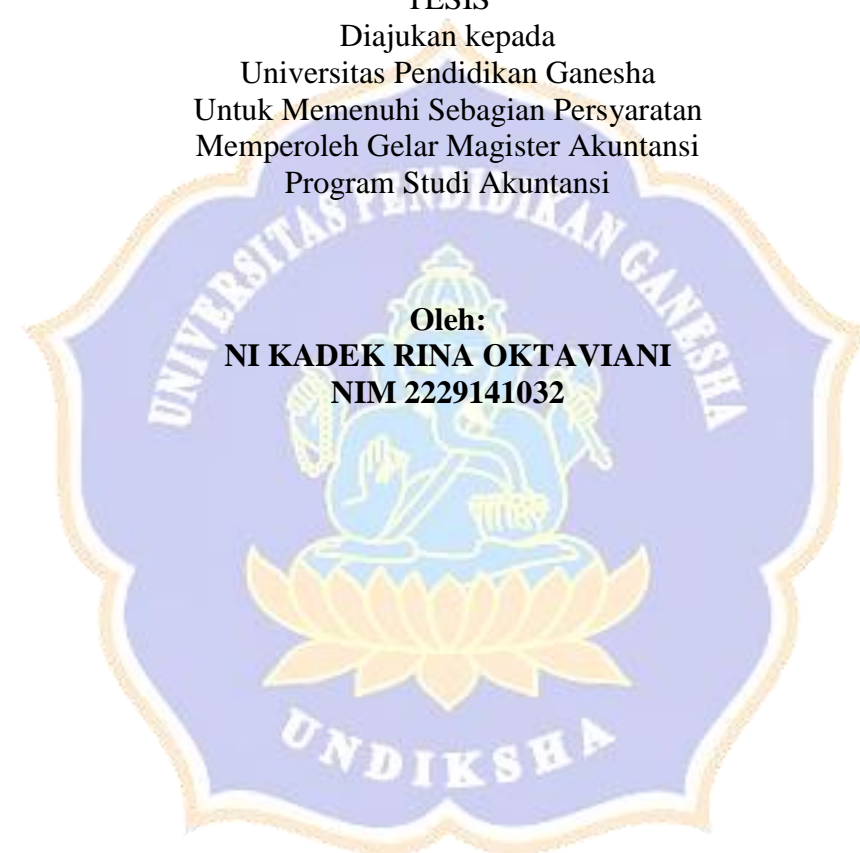 TESIS
Diajukan kepada
Universitas Pendidikan Ganesha
Untuk Memenuhi Sebagian Persyaratan
Memperoleh Gelar Magister Akuntansi
Program Studi Akuntansi
UNIVERSITAS PENDIDIKAN GANESHA
Oleh:
NI KADEK RINA OKTAVIANI
NIM 2229141032
UNDIKSHA